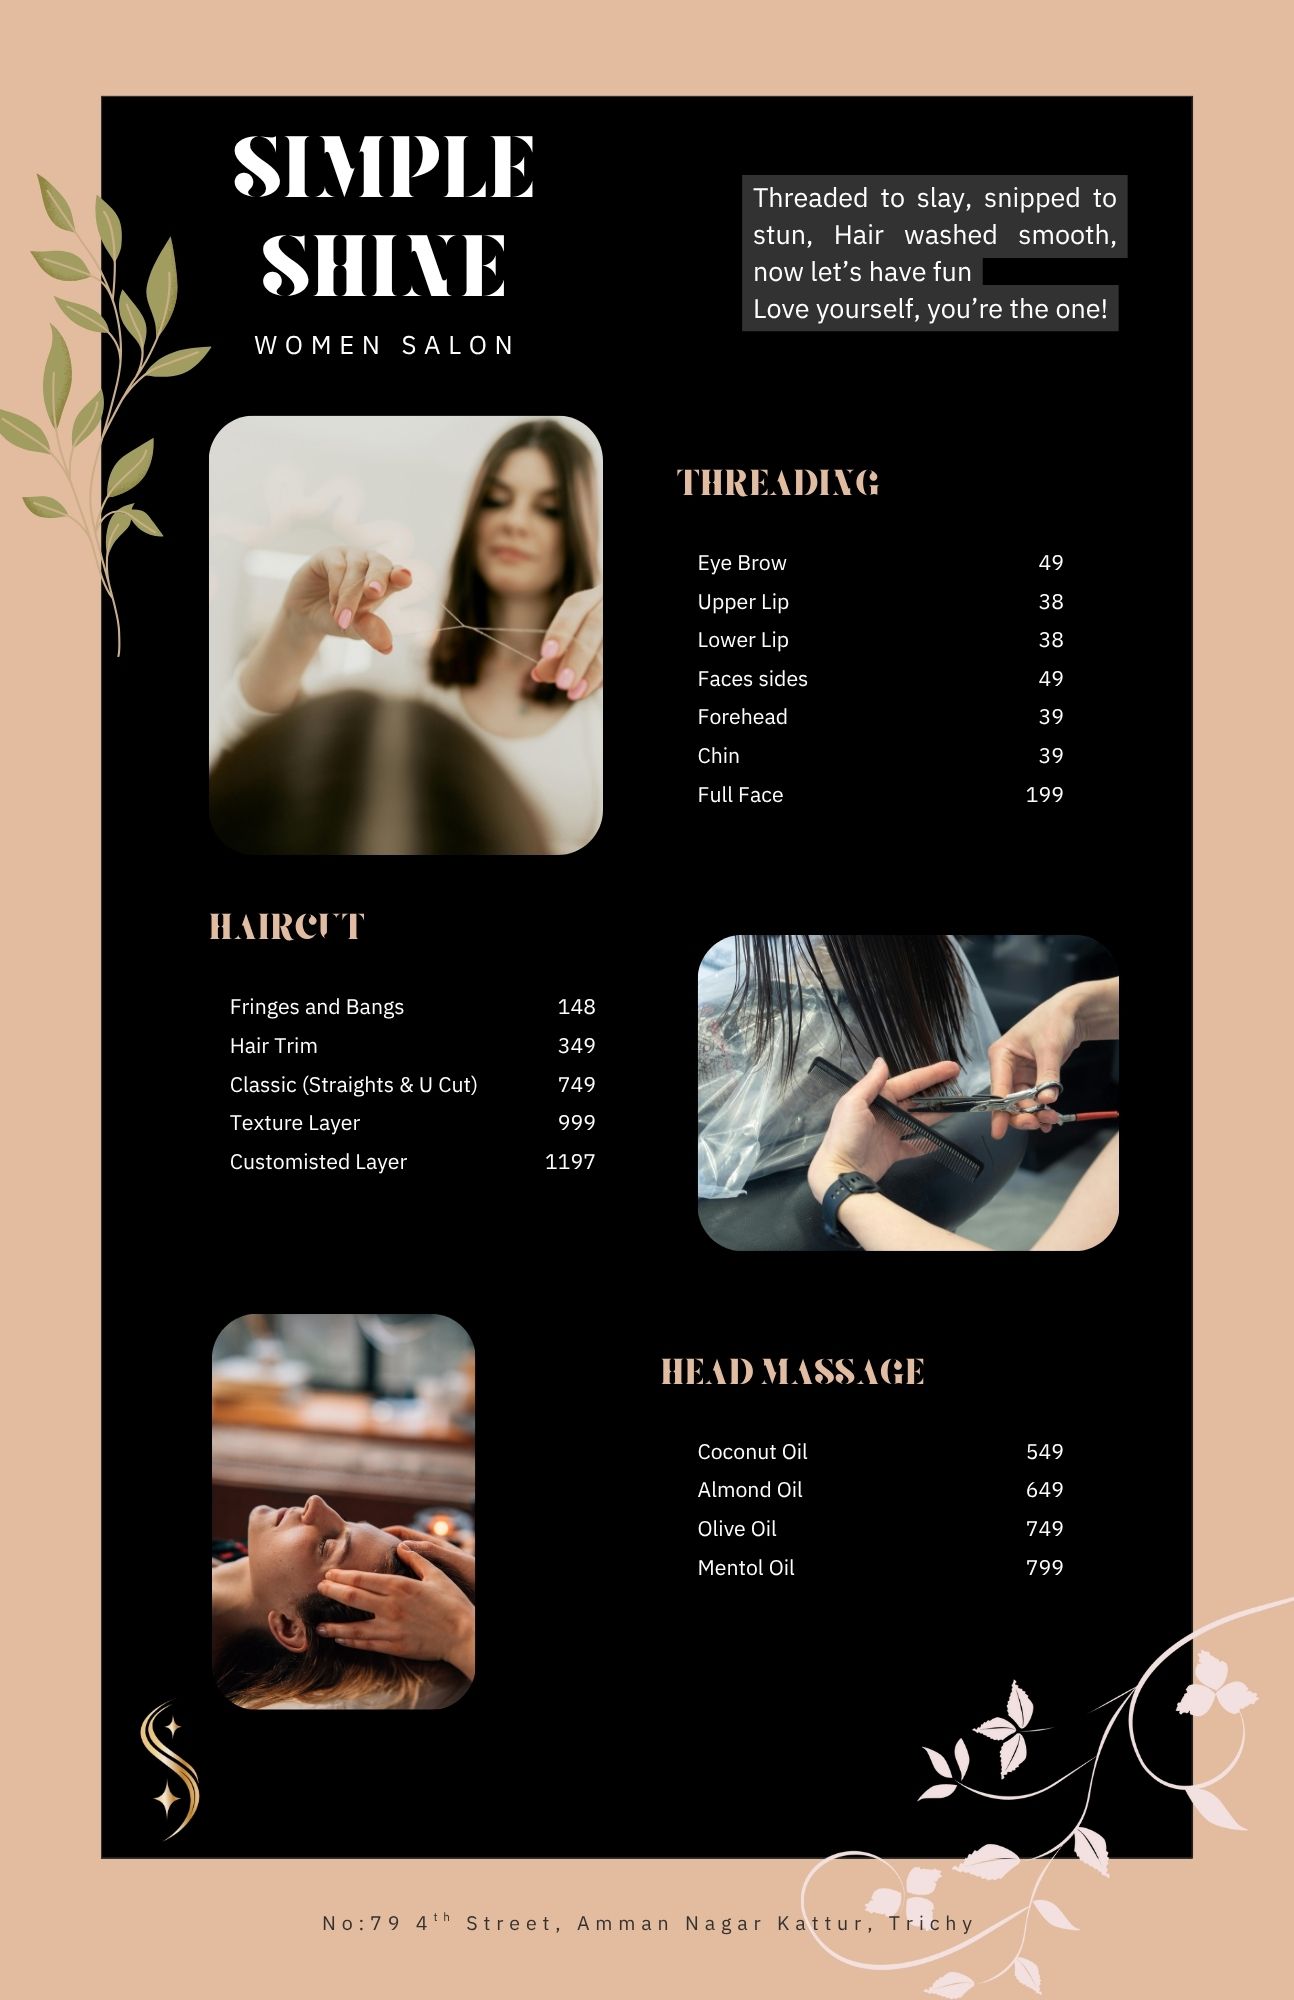 SIMPLE
SHINE
WOMEN SALON
Threaded to slay, snipped to
stun, Hair washed smooth,
now let’s have fun
Love yourself, you’re the one!
THREADING
Eye Brow 49
Upper Lip 38
Lower Lip 38
Faces sides 49
Forehead 39
Chin 39
Full Face 199
HAIRCUT
Fringes and Bangs 148
Hair Trim 349
Classic (Straights & U Cut) 749
Texture Layer 999
Customisted Layer 1197
HEAD MASSAGE
Coconut Oil 549
Almond Oil 649
Olive Oil 749
Mentol Oil 799
No:79 4th Street, Amman Nagar Kattur, Trichy